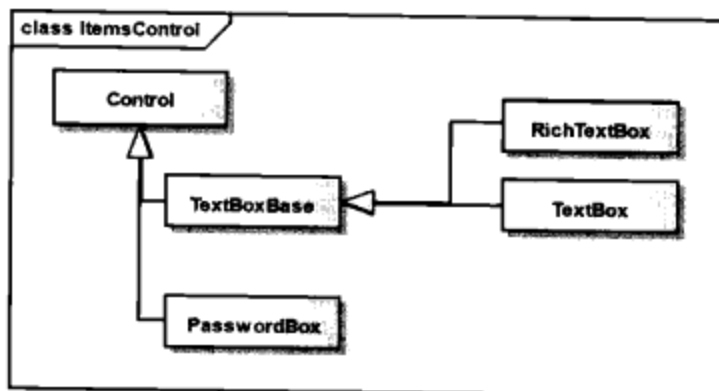 class ItemsControl
Control
RichTextBox
TextBoxBase
TextBox
PasswordBox